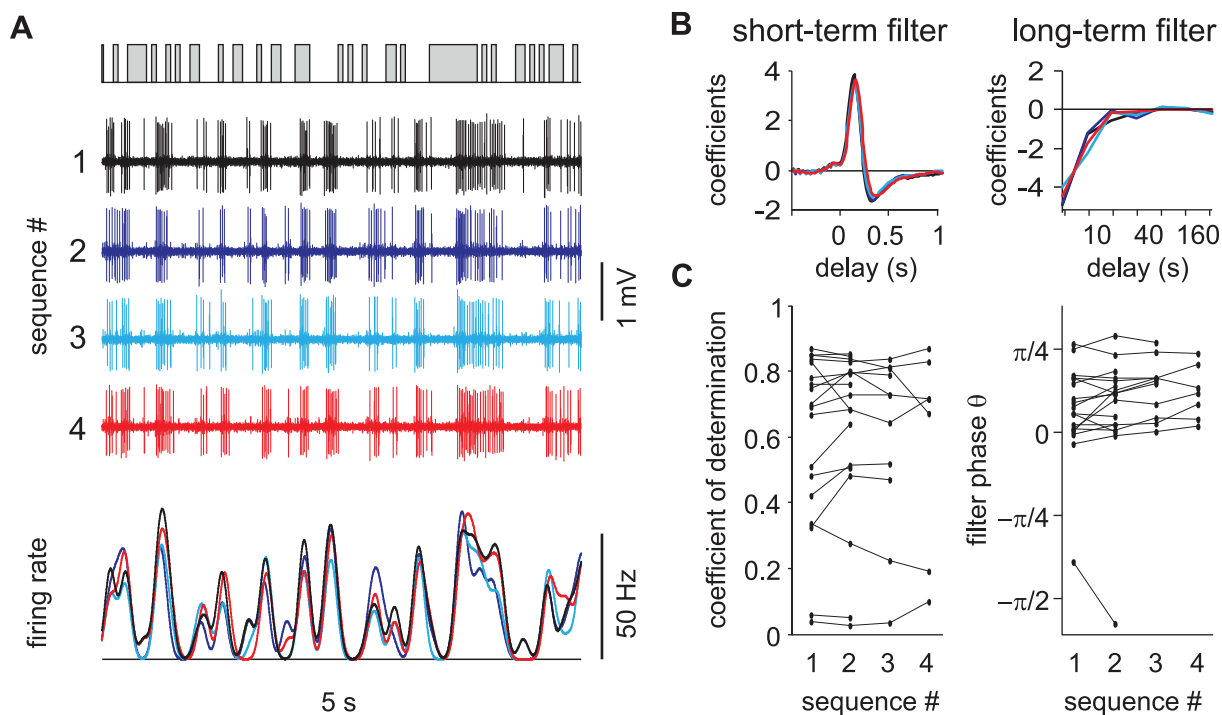 A
1
2
3
4
sequence #
1 mV
firing rate
50 Hz
5 s
B
short-term filter
coefficients
4
2
0
-2
0
0.5
1
delay (s)
long-term filter
coefficients
2
0
-2
-4
10
40
160
delay (s)
C
coefficient of determination
1
0.8
0.6
0.4
0.2
0
1 2 3 4
sequence #
filter phase θ
π/4
0
−π/4
−π/2
1 2 3 4
sequence #